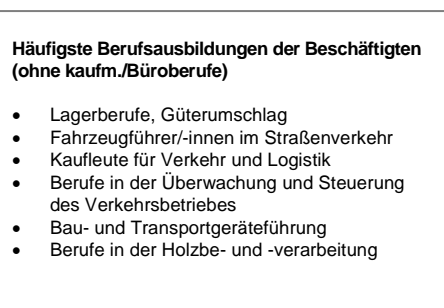 Häufigste Berufsausbildungen der Beschäftigten
(ohne kaufm./Büroberufe)
• Lagerberufe, Güterumschlag
• Fahrzeugführer/-innen im Straßenverkehr
• Kaufleute für Verkehr und Logistik
• Berufe in der Überwachung und Steuerung
des Verkehrsbetriebes
• Bau- und Transportgeräteführung
• Berufe in der Holzbe- und -verarbeitung